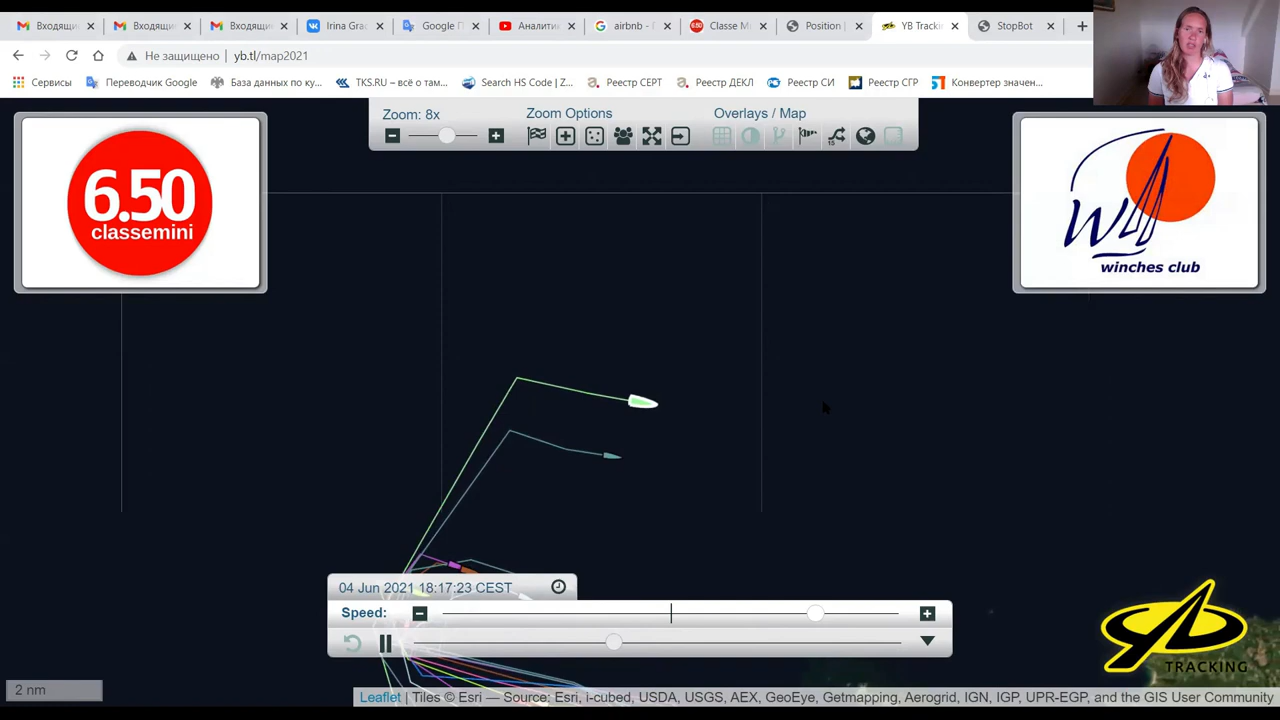 Входящи
Входящи
Входящи
Irina Grac
Google П
Аналити
airbnb - Г
Classe M
Position |
YB Tracki
StopBot
Не защищено
yb.tl/map2021
Сервисы
Переводчик Google
База данных по ку...
TKS.RU – всё о там...
Search HS Code | Z...
Реестр СЕРТ
Реестр ДЕКЛ
Реестр СИ
Реестр СГР
Конвертер значен...
Zoom: 8x
Zoom Options
Overlays / Map
6.50
classemini
winches club
04 Jun 2021 18:17:23 CEST
Speed:
2 nm
TRACKING
Leaflet | Tiles © Esri — Source: Esri, i-cubed, USDA, USGS, AEX, GeoEye, Getmapping, Aerogrid, IGN, IGP, UPR-EGP, and the GIS User Community